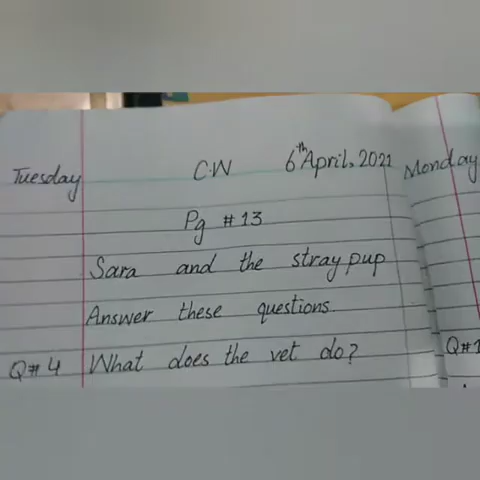 Tuesday CW 6th April, 2021 Monday
Pg # 13
Sara and the stray pup
Answer these questions.
Q#4 What does the vet do?
Q#1